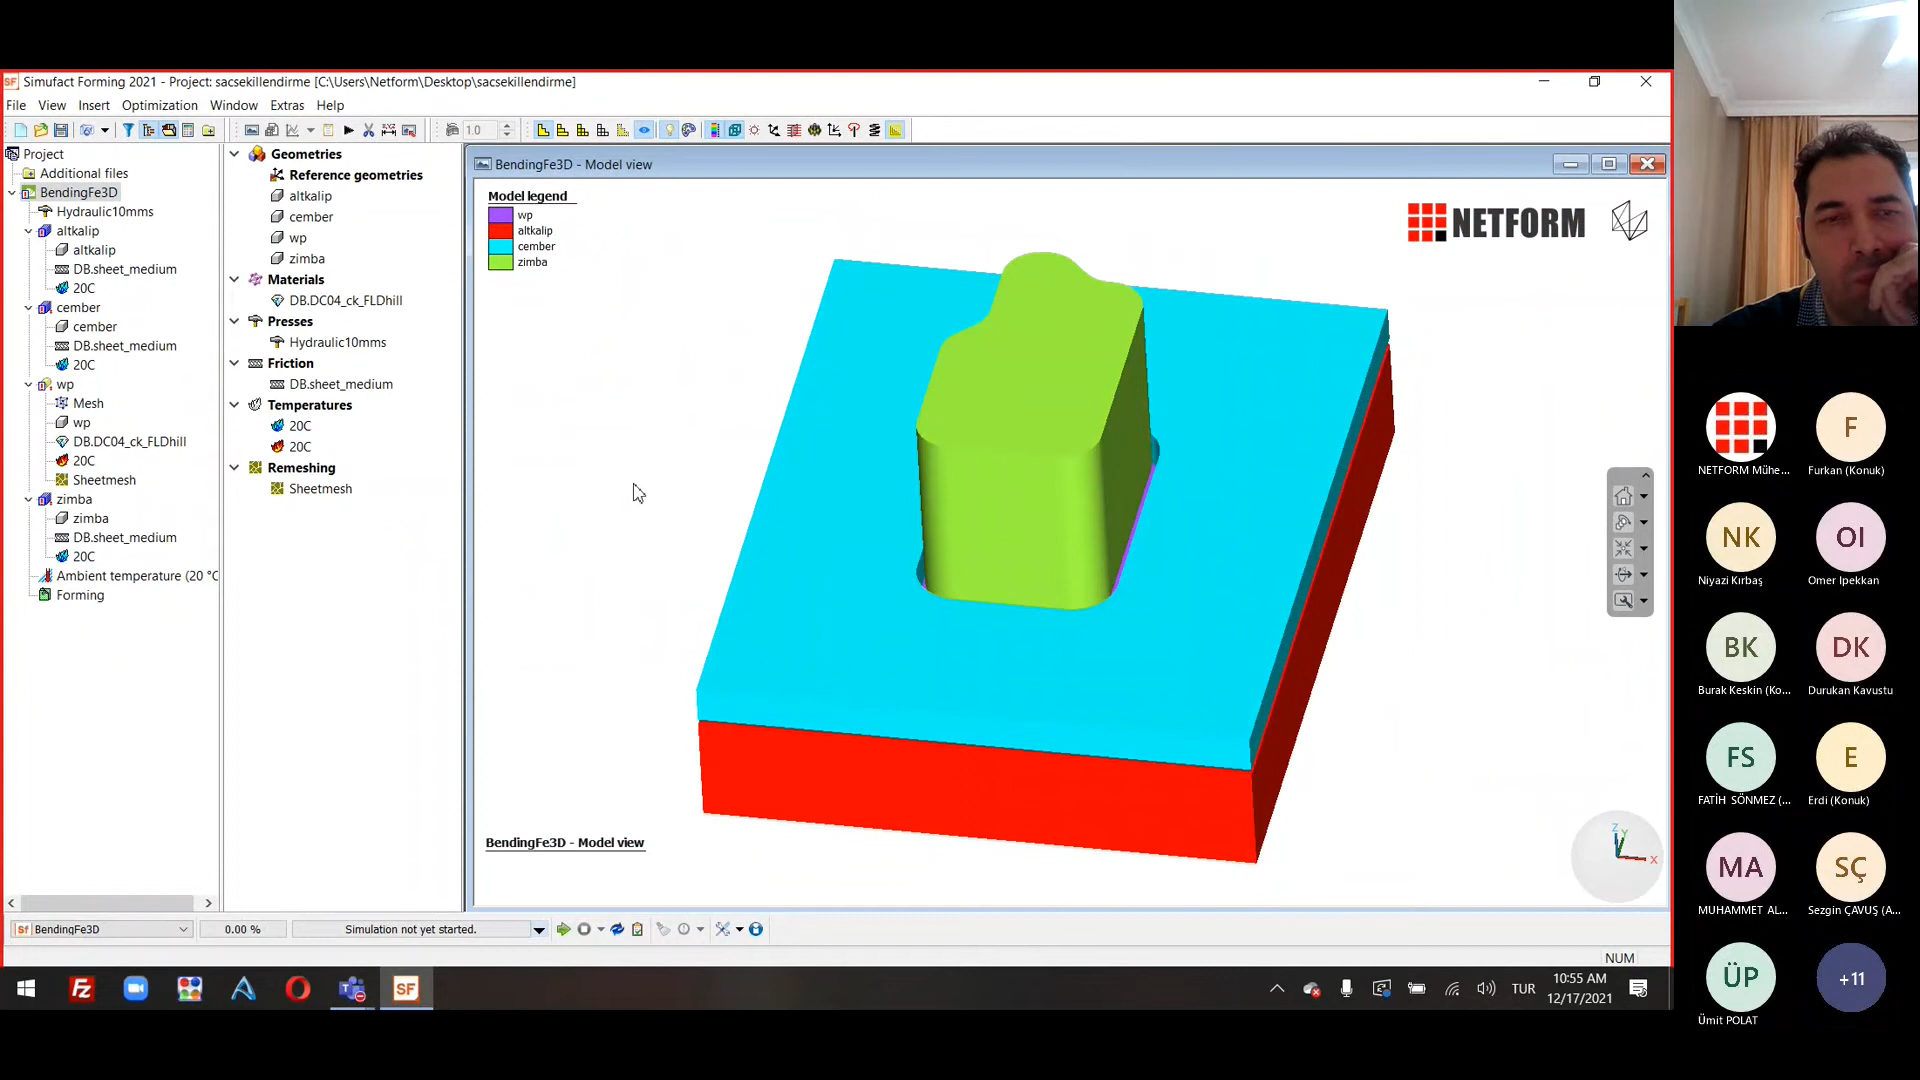 Simufact Forming 2021 - Project: sacsekillendirme [C:\Users\Netform\Desktop\sacsekillendirme]
File View Insert Optimization Window Extras Help
1.0
Project
Additional files
BendingFe3D
Hydraulic10mms
altkalip
altkalip
DB.sheet_medium
20C
cember
cember
DB.sheet_medium
20C
wp
Mesh
wp
DB.DC04_ck_FLDhill
20C
Sheetmesh
zimba
zimba
DB.sheet_medium
20C
Ambient temperature (20 °C
Forming
Geometries
Reference geometries
altkalip
cember
wp
zimba
Materials
DB.DC04_ck_FLDhill
Presses
Hydraulic10mms
Friction
DB.sheet_medium
Temperatures
20C
20C
Remeshing
Sheetmesh
BendingFe3D - Model view
Model legend
wp
altkalip
cember
zimba
NETFORM
BendingFe3D - Model view
Z
Y
X
BendingFe3D
0.00 %
Simulation not yet started.
NUM
TUR
10:55 AM
12/17/2021
NETFORM Mühe...
F
Furkan (Konuk)
NK
Niyazi Kırbaş
OI
Omer Ipekkan
BK
Burak Keskin (Ko...
DK
Durukan Kavustu
FS
FATİH SÖNMEZ (...
E
Erdi (Konuk)
MA
MUHAMMET AL...
SÇ
Sezgin ÇAVUŞ (A...
ÜP
Ümit POLAT
+11